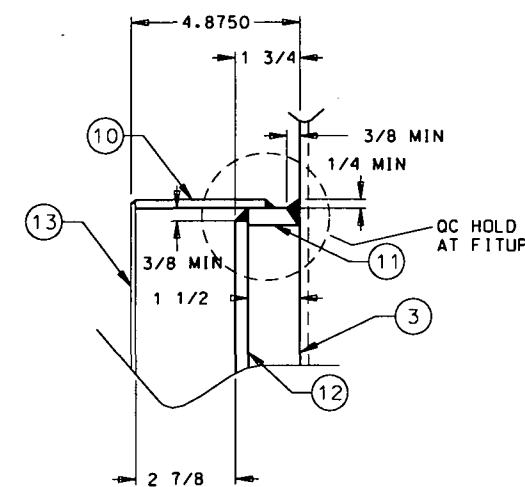 4.8750
1 3/4
10
3/8 MIN
1/4 MIN
13
QC HOLD
AT FITUP
3/8 MIN
11
1 1/2
3
12
2 7/8